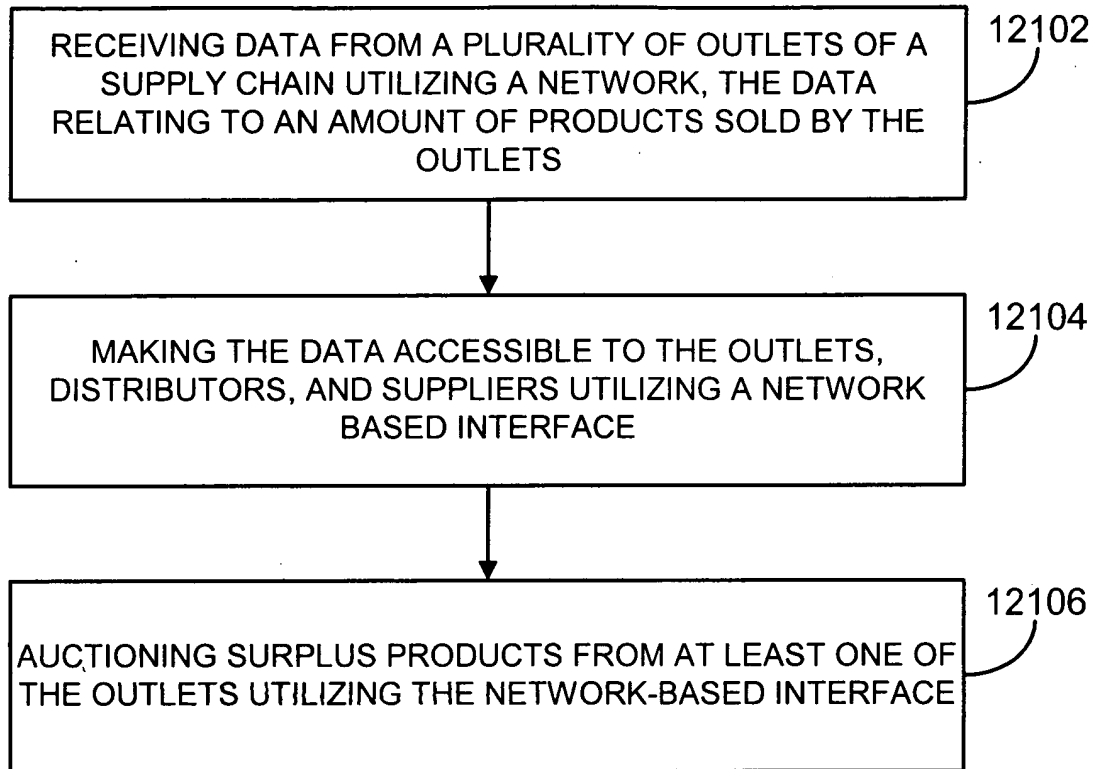 RECEIVING DATA FROM A PLURALITY OF OUTLETS OF A
SUPPLY CHAIN UTILIZING A NETWORK, THE DATA
RELATING TO AN AMOUNT OF PRODUCTS SOLD BY THE
OUTLETS
12102
MAKING THE DATA ACCESSIBLE TO THE OUTLETS,
DISTRIBUTORS, AND SUPPLIERS UTILIZING A NETWORK
BASED INTERFACE
12104
AUCTIONING SURPLUS PRODUCTS FROM AT LEAST ONE OF
THE OUTLETS UTILIZING THE NETWORK-BASED INTERFACE
12106